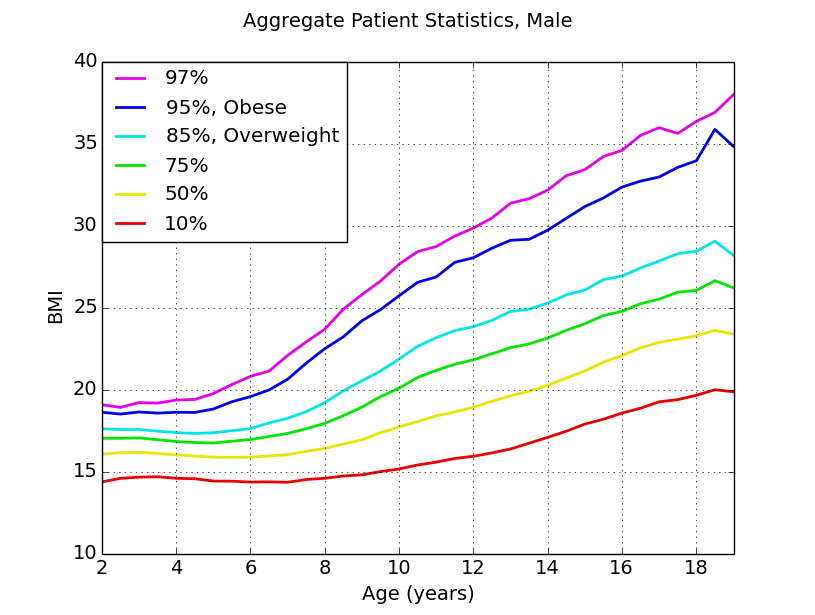 Aggregate Patient Statistics, Male
97%
95%, Obese
85%, Overweight
75%
50%
10%
40
35
30
25
20
15
10
BMI
2 4 6 8 10 12 14 16 18
Age (years)